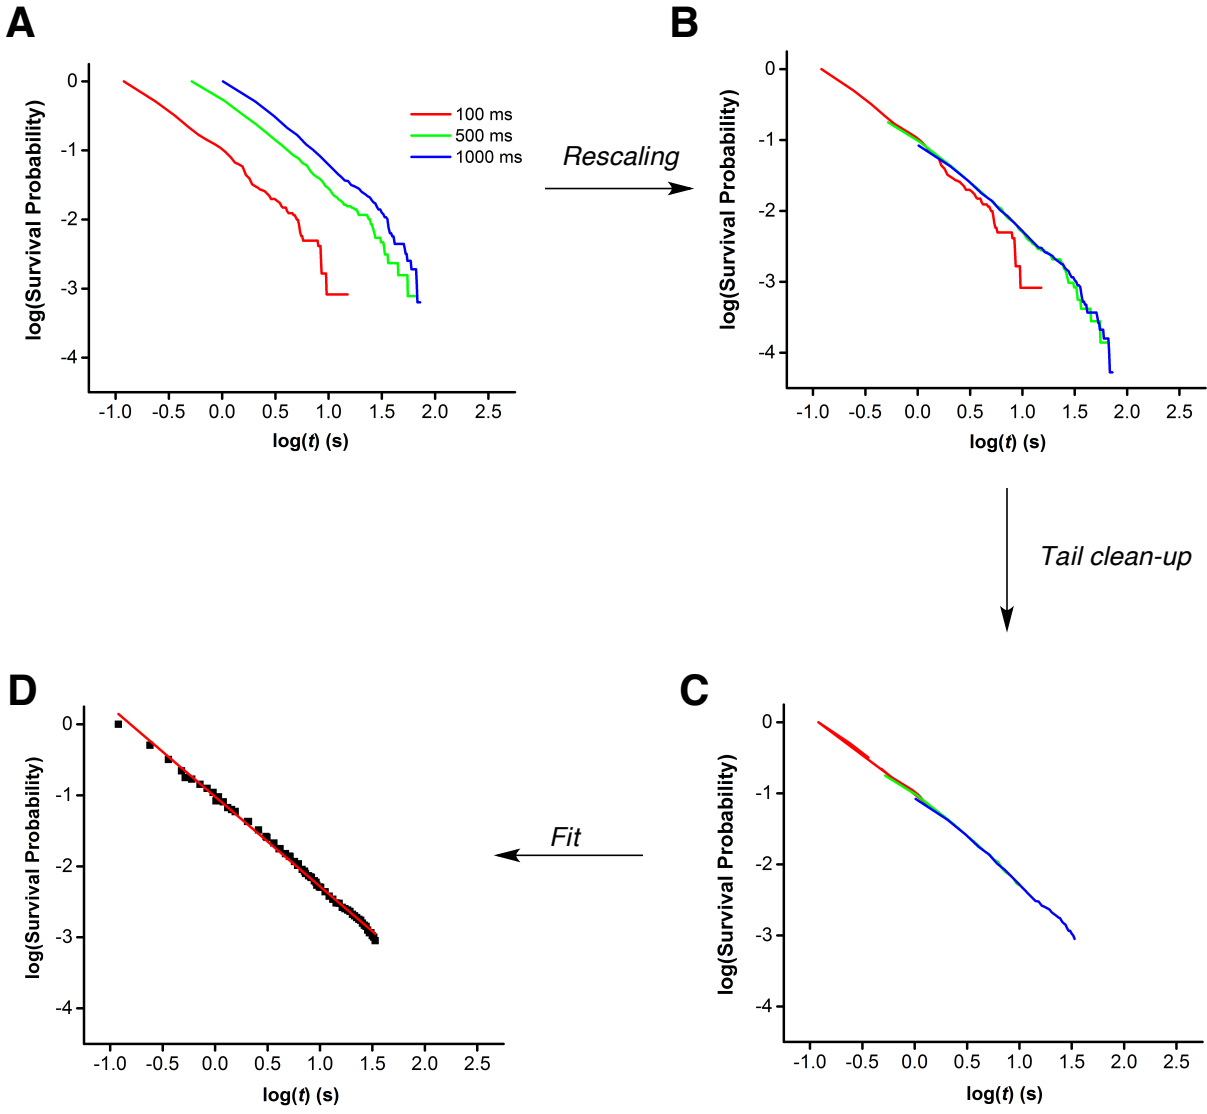 A
B
log(Survival Probability)
0
-1
-2
-3
-4
-1.0 -0.5 0.0 0.5 1.0 1.5 2.0 2.5
log(t) (s)
100 ms
500 ms
1000 ms
Rescaling
log(Survival Probability)
0
-1
-2
-3
-4
-1.0 -0.5 0.0 0.5 1.0 1.5 2.0 2.5
log(t) (s)
Tail clean-up
D
C
log(Survival Probability)
0
-1
-2
-3
-4
-1.0 -0.5 0.0 0.5 1.0 1.5 2.0 2.5
log(t) (s)
Fit
log(Survival Probability)
0
-1
-2
-3
-4
-1.0 -0.5 0.0 0.5 1.0 1.5 2.0 2.5
log(t) (s)